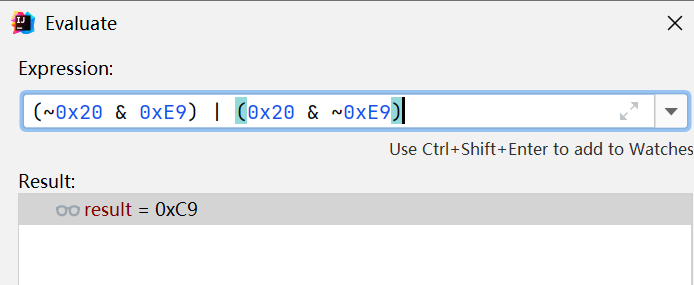 Evaluate
Expression:
(~0x20 & 0xE9) | (0x20 & ~0xE9)
Use Ctrl+Shift+Enter to add to Watches
Result:
result = 0xC9